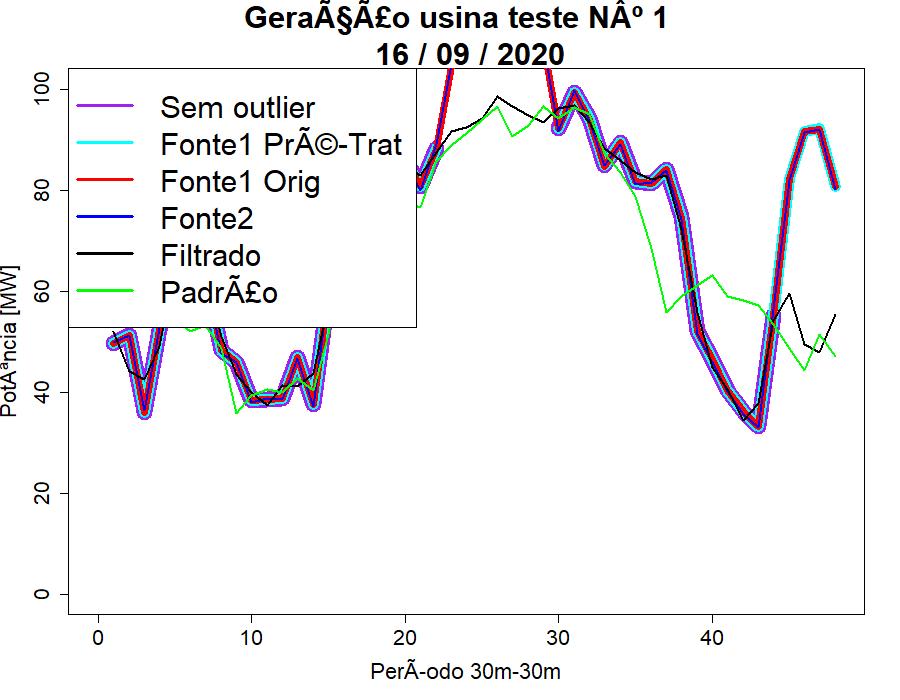 GeraÃ§Ã£o usina teste NÂº 1
16 / 09 / 2020
Sem outlier
Fonte1 PrÃ©-Trat
Fonte1 Orig
Fonte2
Filtrado
PadrÃ£o
PotÃªncia [MW]
100
80
60
40
20
0
0 10 20 30 40
PerÃ­-odo 30m-30m